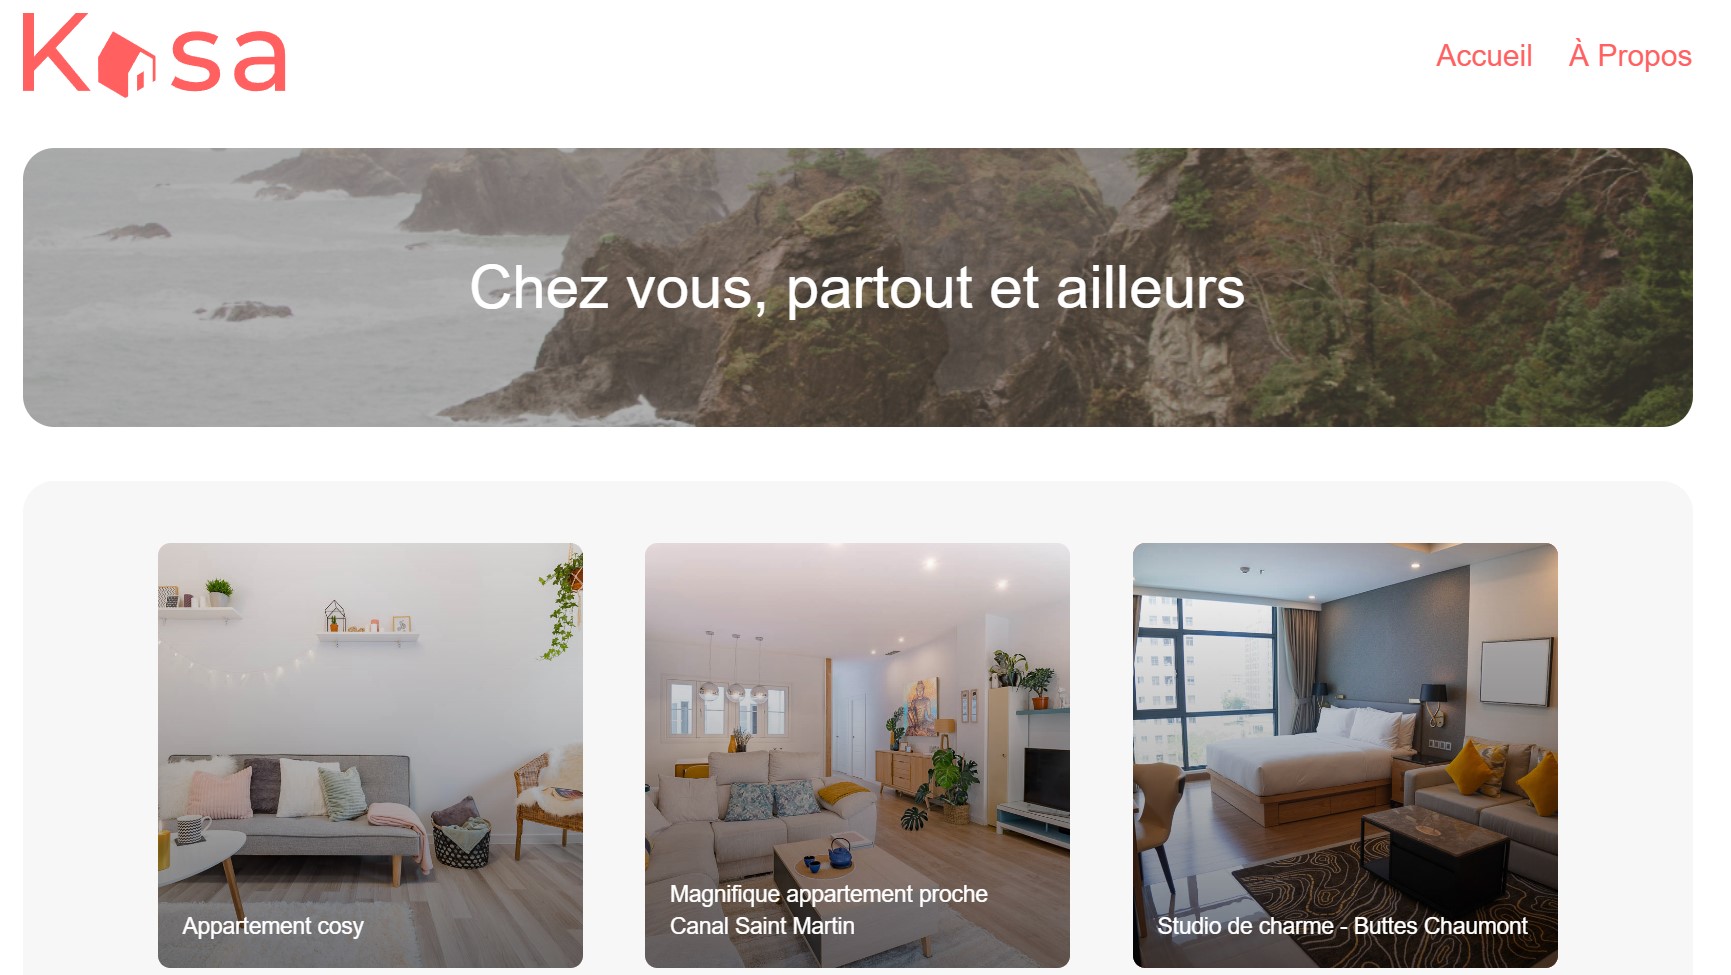 Kasa
Accueil À Propos
Chez vous, partout et ailleurs
Appartement cosy
Magnifique appartement proche
Canal Saint Martin
Studio de charme - Buttes Chaumont